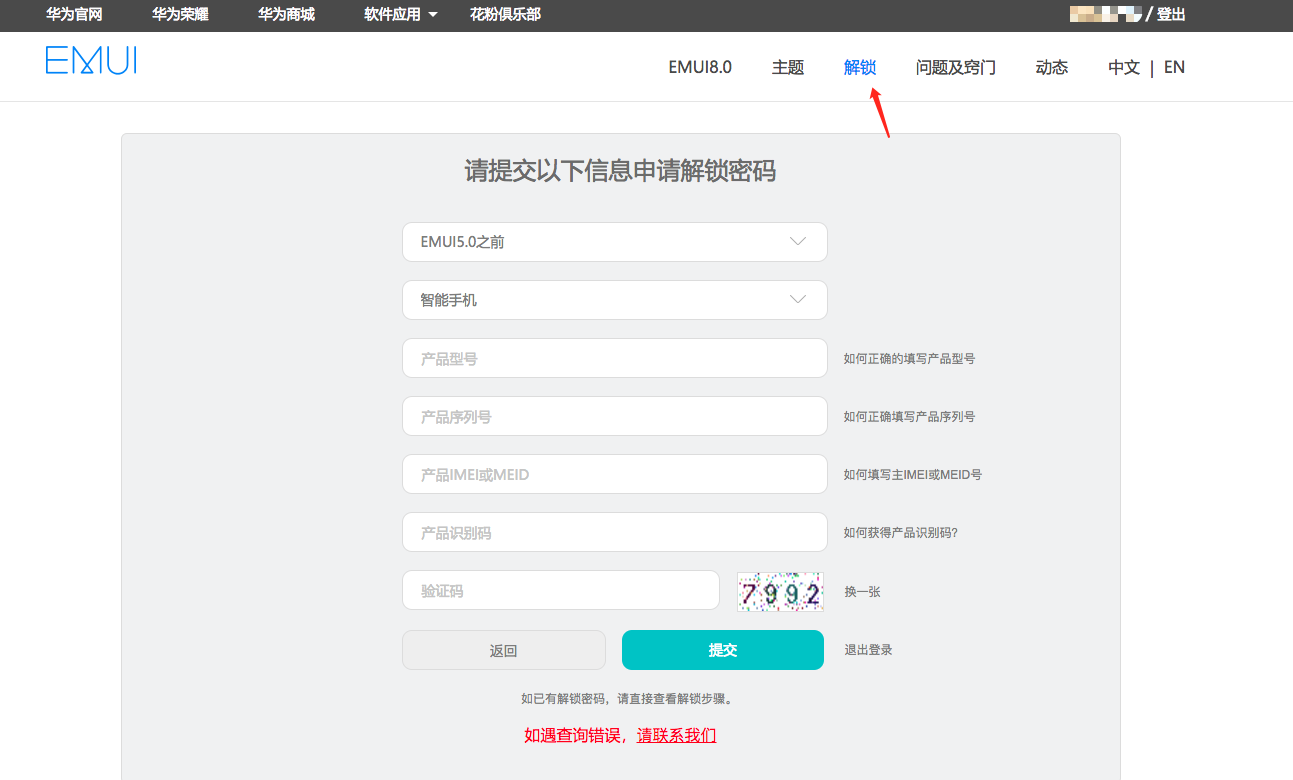 华为官网 华为荣耀 华为商城 软件应用 花粉俱乐部 / 登出
EMUI
EMUI8.0 主题 解锁 问题及窍门 动态 中文 | EN
请提交以下信息申请解锁密码
EMUI5.0之前
智能手机
产品型号 如何正确的填写产品型号
产品序列号 如何正确填写产品序列号
产品IMEI或MEID 如何填写主IMEI或MEID号
产品识别码 如何获得产品识别码?
验证码 7992 换一张
返回 提交 退出登录
如已有解锁密码，请直接查看解锁步骤。
如遇查询错误，请联系我们